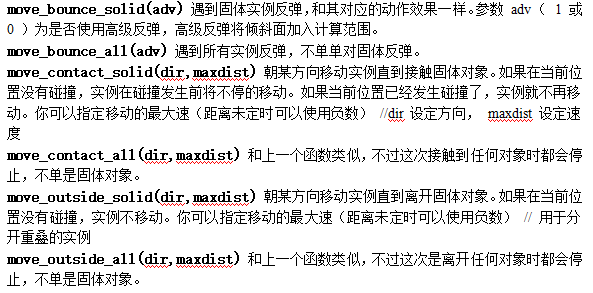 move_bounce_solid(adv) 遇到固体实例反弹，和其对应的动作效果一样。参数 adv（ 1 或
0 ）为是否使用高级反弹，高级反弹将倾斜面加入计算范围。
move_bounce_all(adv) 遇到所有实例反弹，不单单对固体反弹。
move_contact_solid(dir,maxdist) 朝某方向移动实例直到接触固体对象。如果在当前位
置没有碰撞，实例在碰撞发生前将不停的移动。如果当前位置已经发生碰撞了，实例就不再移
动。你可以指定移动的最大速（距离未定时可以使用负数） //dir 设定方向， maxdist 设定速
度
move_contact_all(dir,maxdist) 和上一个函数类似，不过这次接触到任何对象时都会停
止，不单是固体对象。
move_outside_solid(dir,maxdist) 朝某方向移动实例直到离开固体对象。如果在当前位
置没有碰撞，实例不移动。你可以指定移动的最大速（距离未定时可以使用负数） // 用于分
开重叠的实例
move_outside_all(dir,maxdist) 和上一个函数类似，不过这次是离开任何对象时都会停
止，不单是固体对象。